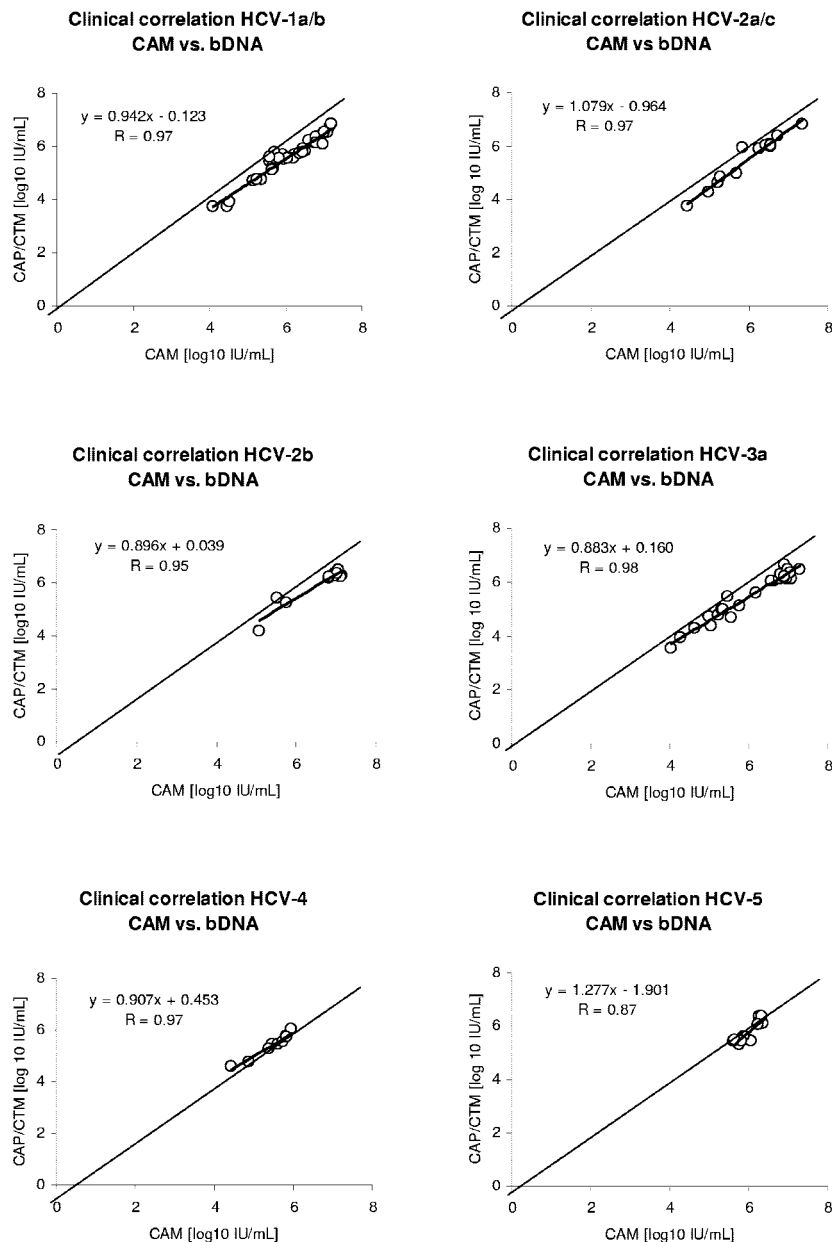 Clinical correlation HCV-1a/b
CAM vs. bDNA
y = 0.942x - 0.123
R = 0.97
CAP/CTM [log10 IU/mL]
8
6
4
2
0
0 2 4 6 8
CAM [log10 IU/mL]
Clinical correlation HCV-2a/c
CAM vs bDNA
y = 1.079x - 0.964
R = 0.97
CAP/CTM [log10 IU/mL]
8
6
4
2
0
0 2 4 6 8
CAM [log10 IU/mL]
Clinical correlation HCV-2b
CAM vs. bDNA
y = 0.896x + 0.039
R = 0.95
CAP/CTM [log 10 IU/mL]
8
6
4
2
0
0 2 4 6 8
CAM [log10 IU/mL]
Clinical correlation HCV-3a
CAM vs. bDNA
y = 0.883x + 0.160
R = 0.98
CAP/CTM [log 10 IU/mL]
8
6
4
2
0
0 2 4 6 8
CAM [log10 IU/mL]
Clinical correlation HCV-4
CAM vs. bDNA
y = 0.907x + 0.453
R = 0.97
CAP/CTM [log 10 IU/mL]
8
6
4
2
0
0 2 4 6 8
CAM [log10 IU/mL]
Clinical correlation HCV-5
CAM vs bDNA
y = 1.277x - 1.901
R = 0.87
CAP/CTM [log 10 IU/mL]
8
6
4
2
0
0 2 4 6 8
CAM [log10 IU/mL]